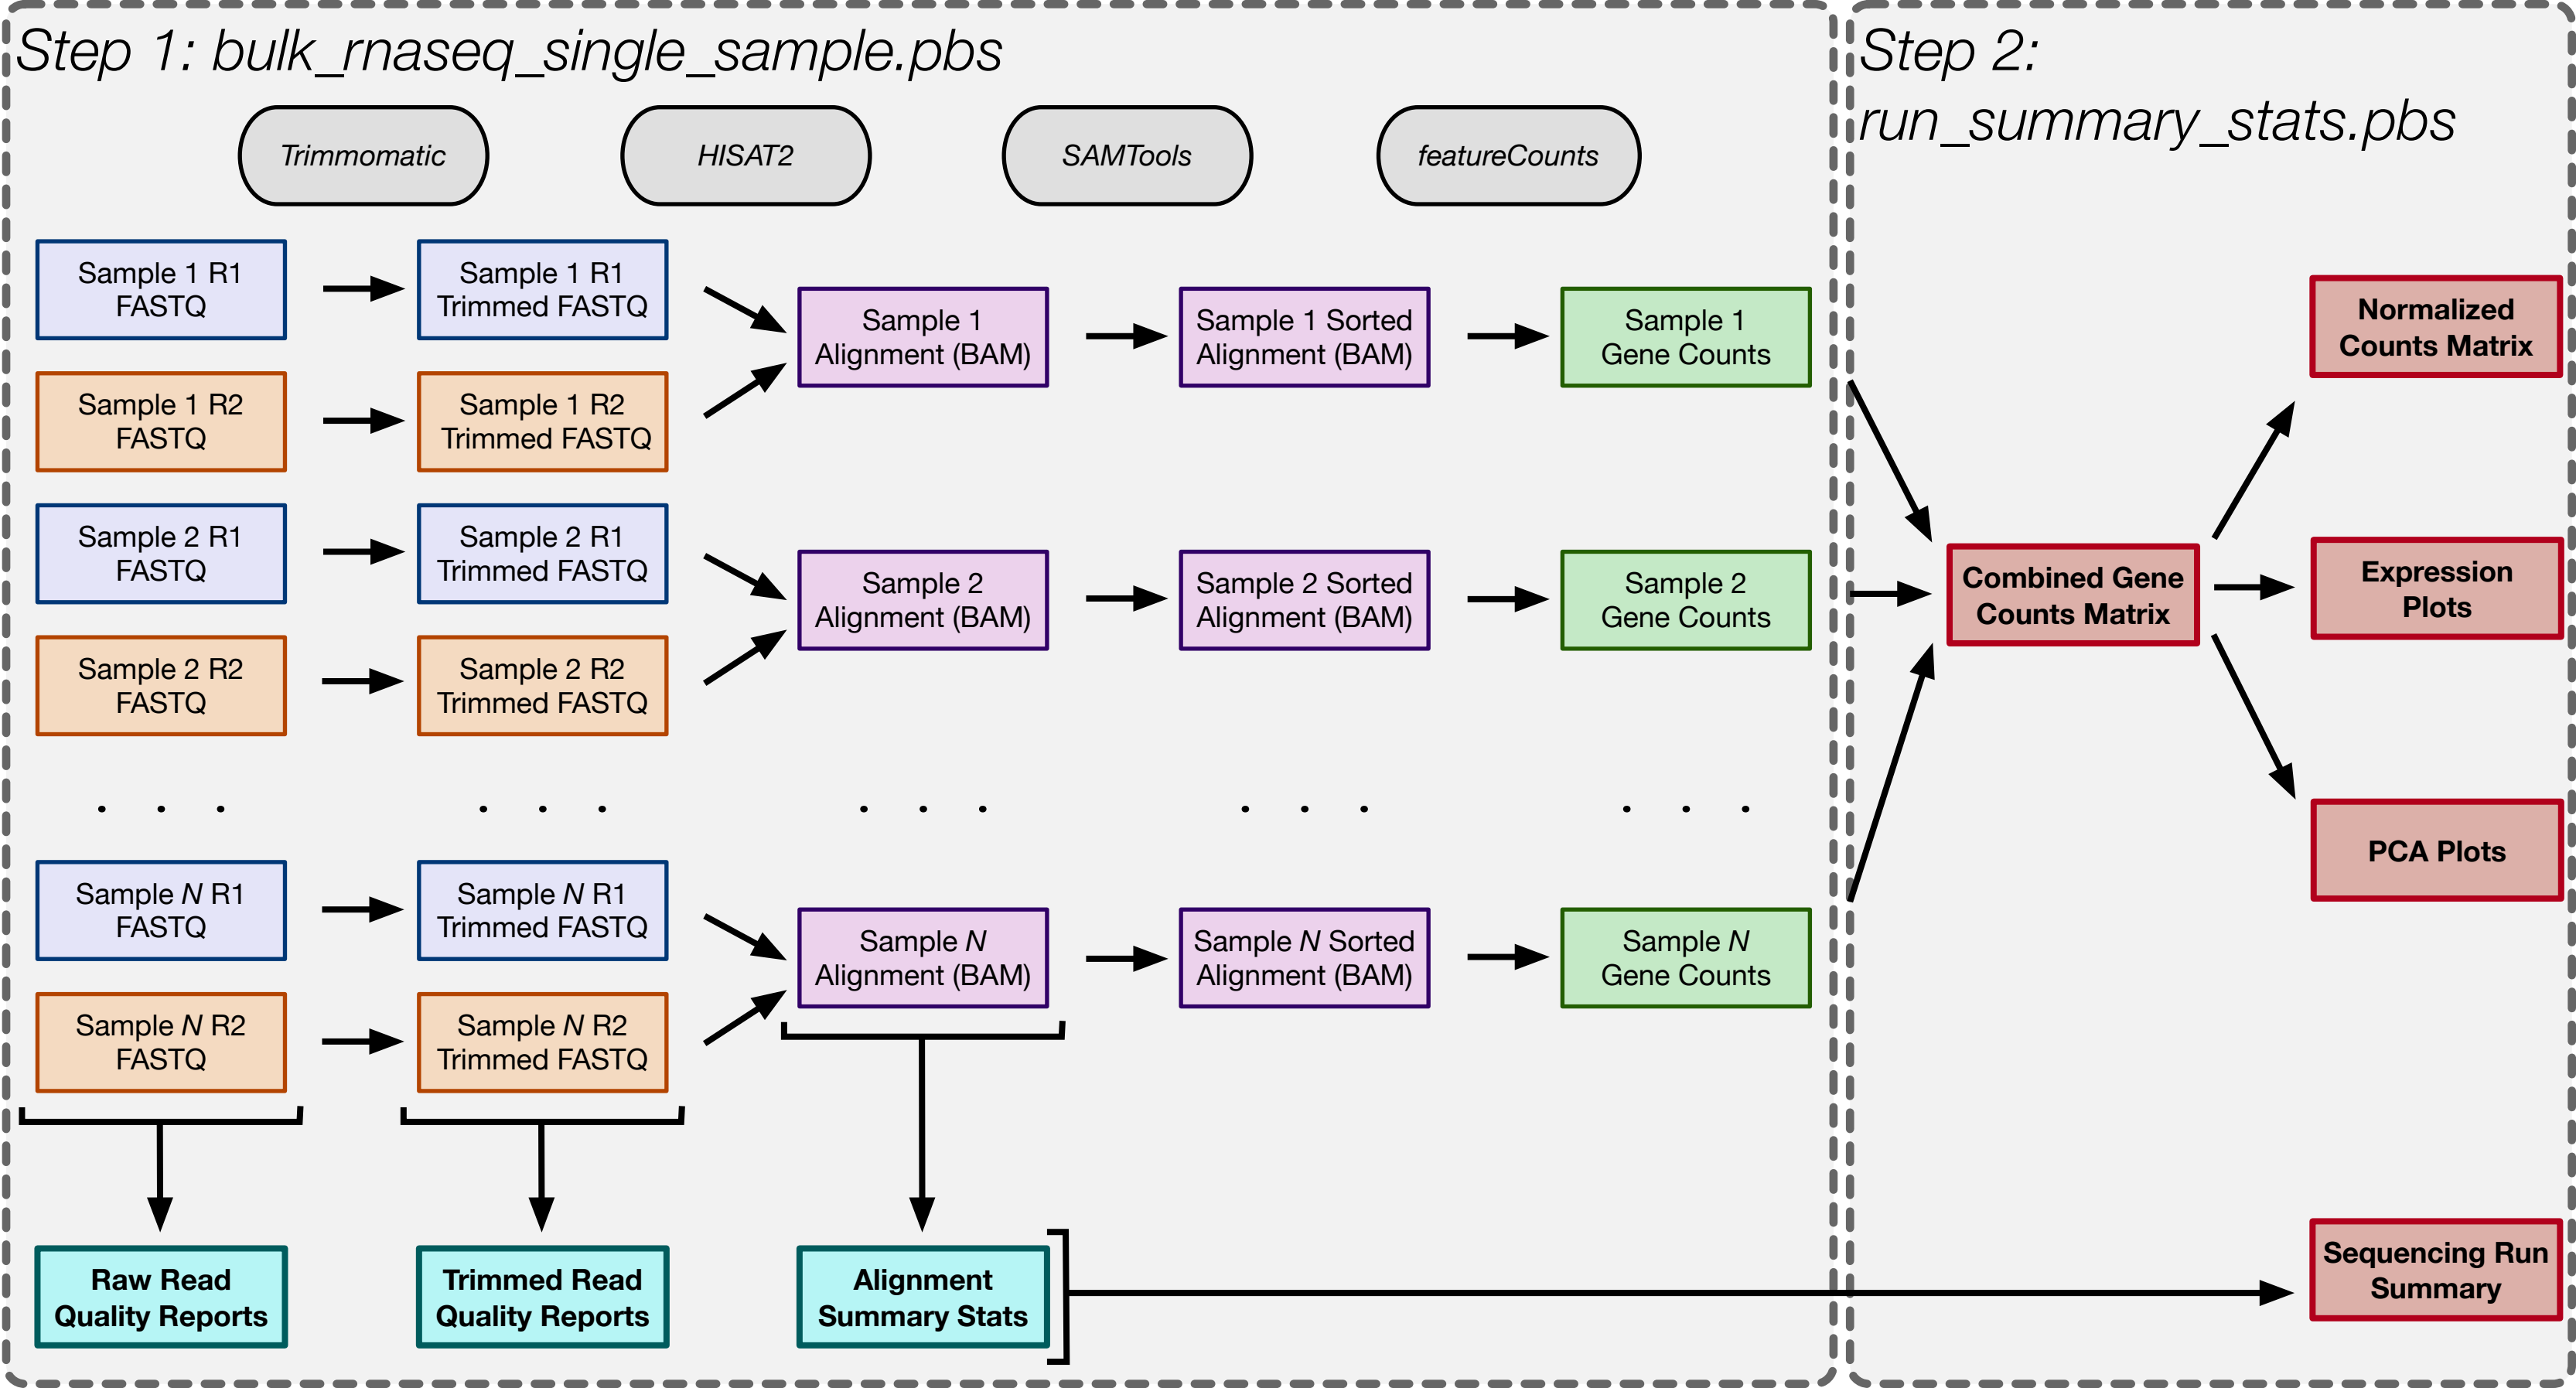 Step 1: bulk_rnaseq_single_sample.pbs
Trimmomatic
HISAT2
SAMTools
featureCounts
Sample 1 R1
FASTQ
Sample 1 R1
Trimmed FASTQ
Sample 1 R2
FASTQ
Sample 1 R2
Trimmed FASTQ
Sample 1
Alignment (BAM)
Sample 1 Sorted
Alignment (BAM)
Sample 1
Gene Counts
Sample 2 R1
FASTQ
Sample 2 R1
Trimmed FASTQ
Sample 2 R2
FASTQ
Sample 2 R2
Trimmed FASTQ
Sample 2
Alignment (BAM)
Sample 2 Sorted
Alignment (BAM)
Sample 2
Gene Counts
. . .
. . .
. . .
. . .
. . .
Sample N R1
FASTQ
Sample N R1
Trimmed FASTQ
Sample N R2
FASTQ
Sample N R2
Trimmed FASTQ
Sample N
Alignment (BAM)
Sample N Sorted
Alignment (BAM)
Sample N
Gene Counts
Raw Read
Quality Reports
Trimmed Read
Quality Reports
Alignment
Summary Stats
Step 2:
run_summary_stats.pbs
Combined Gene
Counts Matrix
Normalized
Counts Matrix
Expression
Plots
PCA Plots
Sequencing Run
Summary